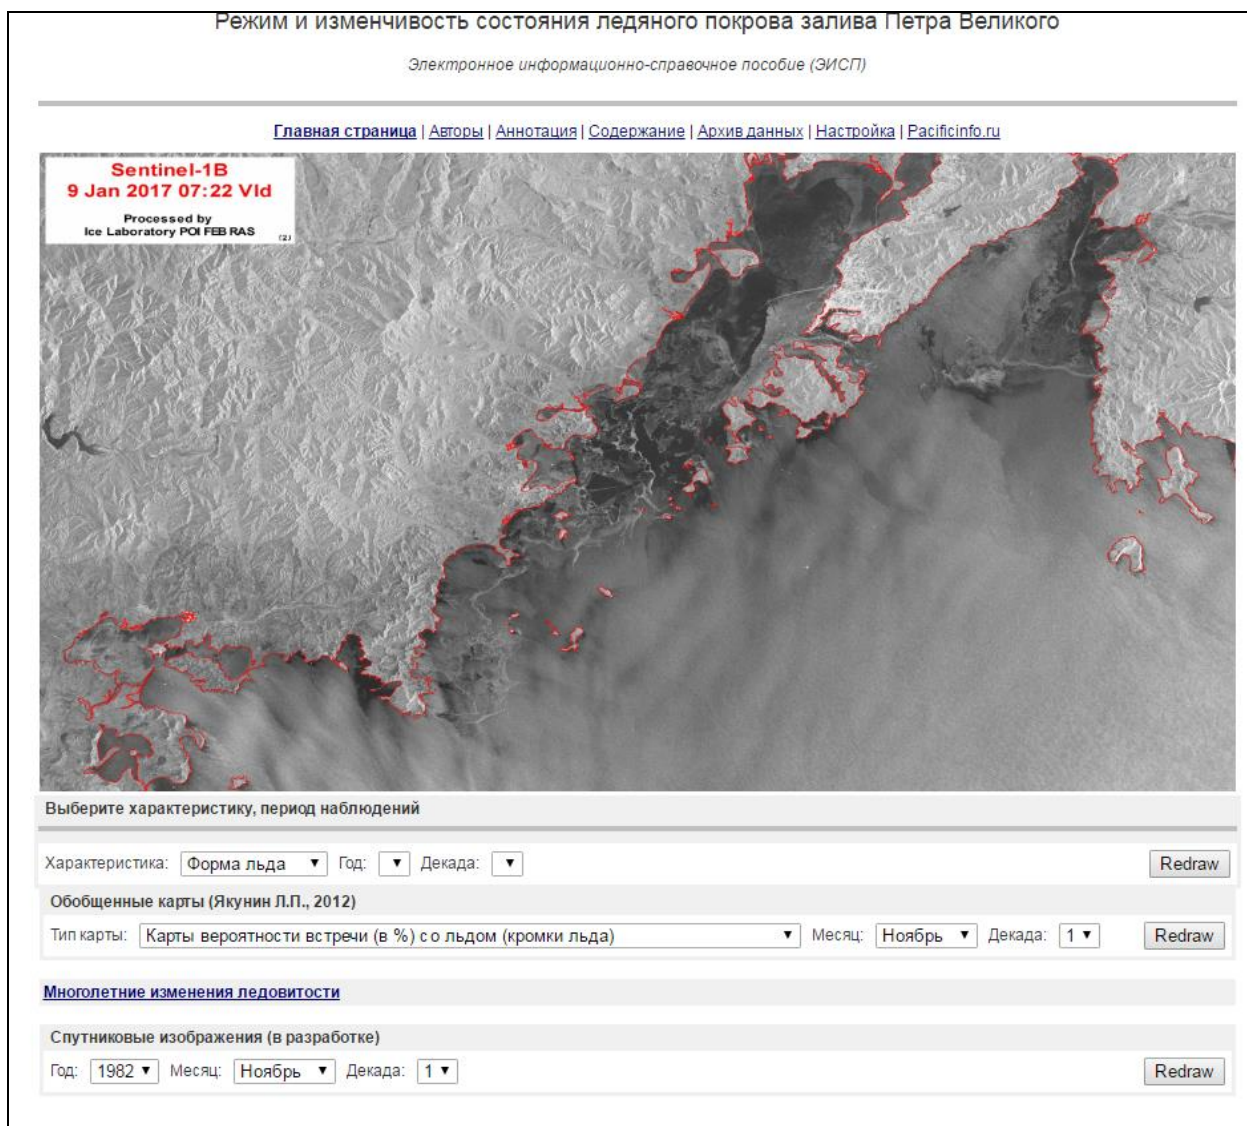 Режим и изменчивость состояния ледяного покрова залива Петра Великого
Электронное информационно-справочное пособие (ЭИСП)
Главная страница | Авторы | Аннотация | Содержание | Архив данных | Настройка | Pacificinfo.ru
Sentinel-1B
9 Jan 2017 07:22 Vld
Processed by
Ice Laboratory POI FEB RAS (2)
Выберите характеристику, период наблюдений
Характеристика: Форма льда Год: Декада: Redraw
Обобщенные карты (Якунин Л.П., 2012)
Тип карты: Карты вероятности встречи (в %) со льдом (кромки льда) Месяц: Ноябрь Декада: 1 Redraw
Многолетние изменения ледовитости
Спутниковые изображения (в разработке)
Год: 1982 Месяц: Ноябрь Декада: 1 Redraw